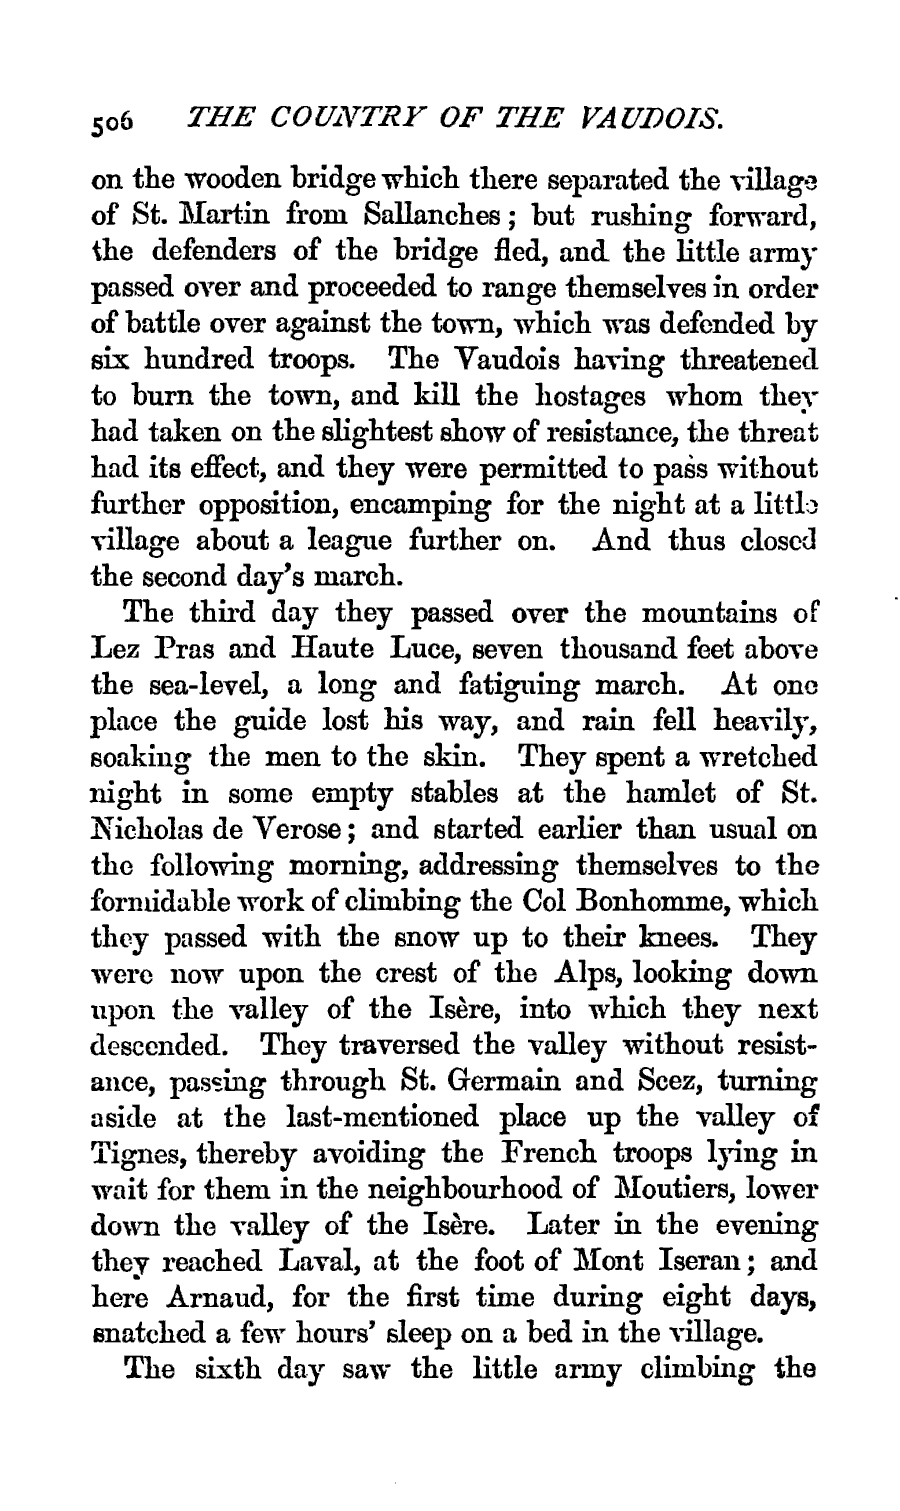 506 THE COUNTRY OF THE VAUDOIS.
on the wooden bridge which there separated the village
of St. Martin from Sallanches; but rushing forward,
the defenders of the bridge fled, and the little army
passed over and proceeded to range themselves in order
of battle over against the town, which was defended by
six hundred troops. The Vaudois having threatened
to burn the town, and kill the hostages whom they
had taken on the slightest show of resistance, the threat
had its effect, and they were permitted to pass without
further opposition, encamping for the night at a little
village about a league further on. And thus closed
the second day's march.
The third day they passed over the mountains of
Lez Pras and Haute Luce, seven thousand feet above
the sea-level, a long and fatiguing march. At one
place the guide lost his way, and rain fell heavily,
soaking the men to the skin. They spent a wretched
night in some empty stables at the hamlet of St.
Nicholas de Verose; and started earlier than usual on
the following morning, addressing themselves to the
formidable work of climbing the Col Bonhomme, which
they passed with the snow up to their knees. They
were now upon the crest of the Alps, looking down
upon the valley of the Isère, into which they next
descended. They traversed the valley without resist-
ance, passing through St. Germain and Scez, turning
aside at the last-mentioned place up the valley of
Tignes, thereby avoiding the French troops lying in
wait for them in the neighbourhood of Moutiers, lower
down the valley of the Isère. Later in the evening
they reached Laval, at the foot of Mont Iseran; and
here Arnaud, for the first time during eight days,
snatched a few hours' sleep on a bed in the village.
The sixth day saw the little army climbing the